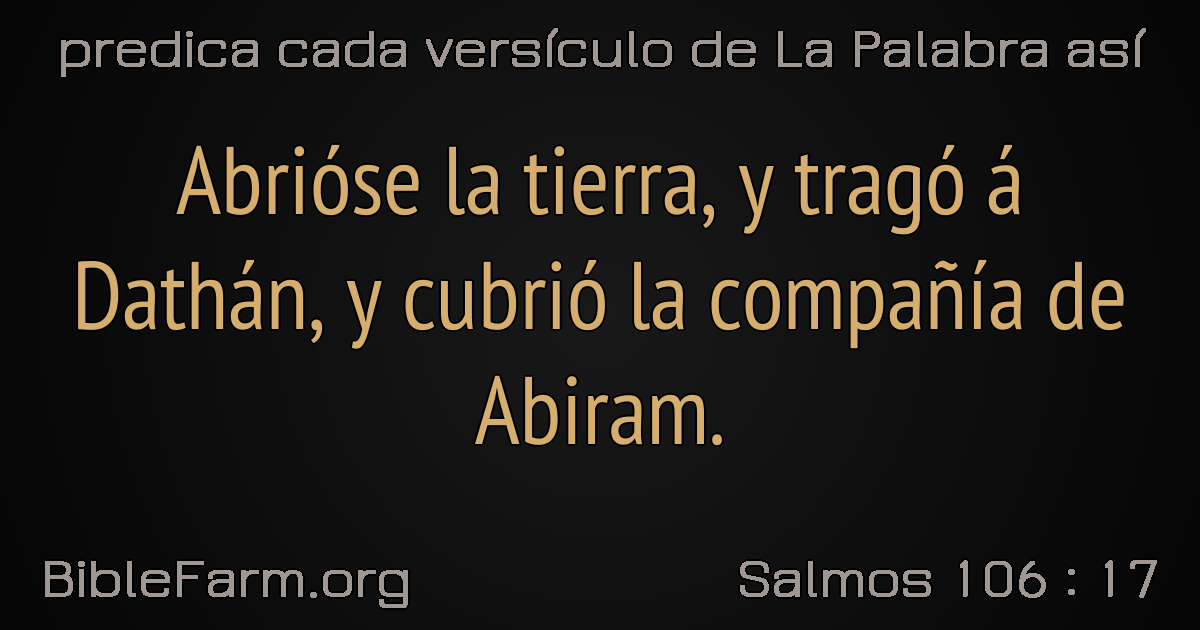 predica cada versículo de La Palabra así
Abrióse la tierra, y tragó á
Dathán, y cubrió la compañía de
Abiram.
BibleFarm.org
Salmos 106 : 17